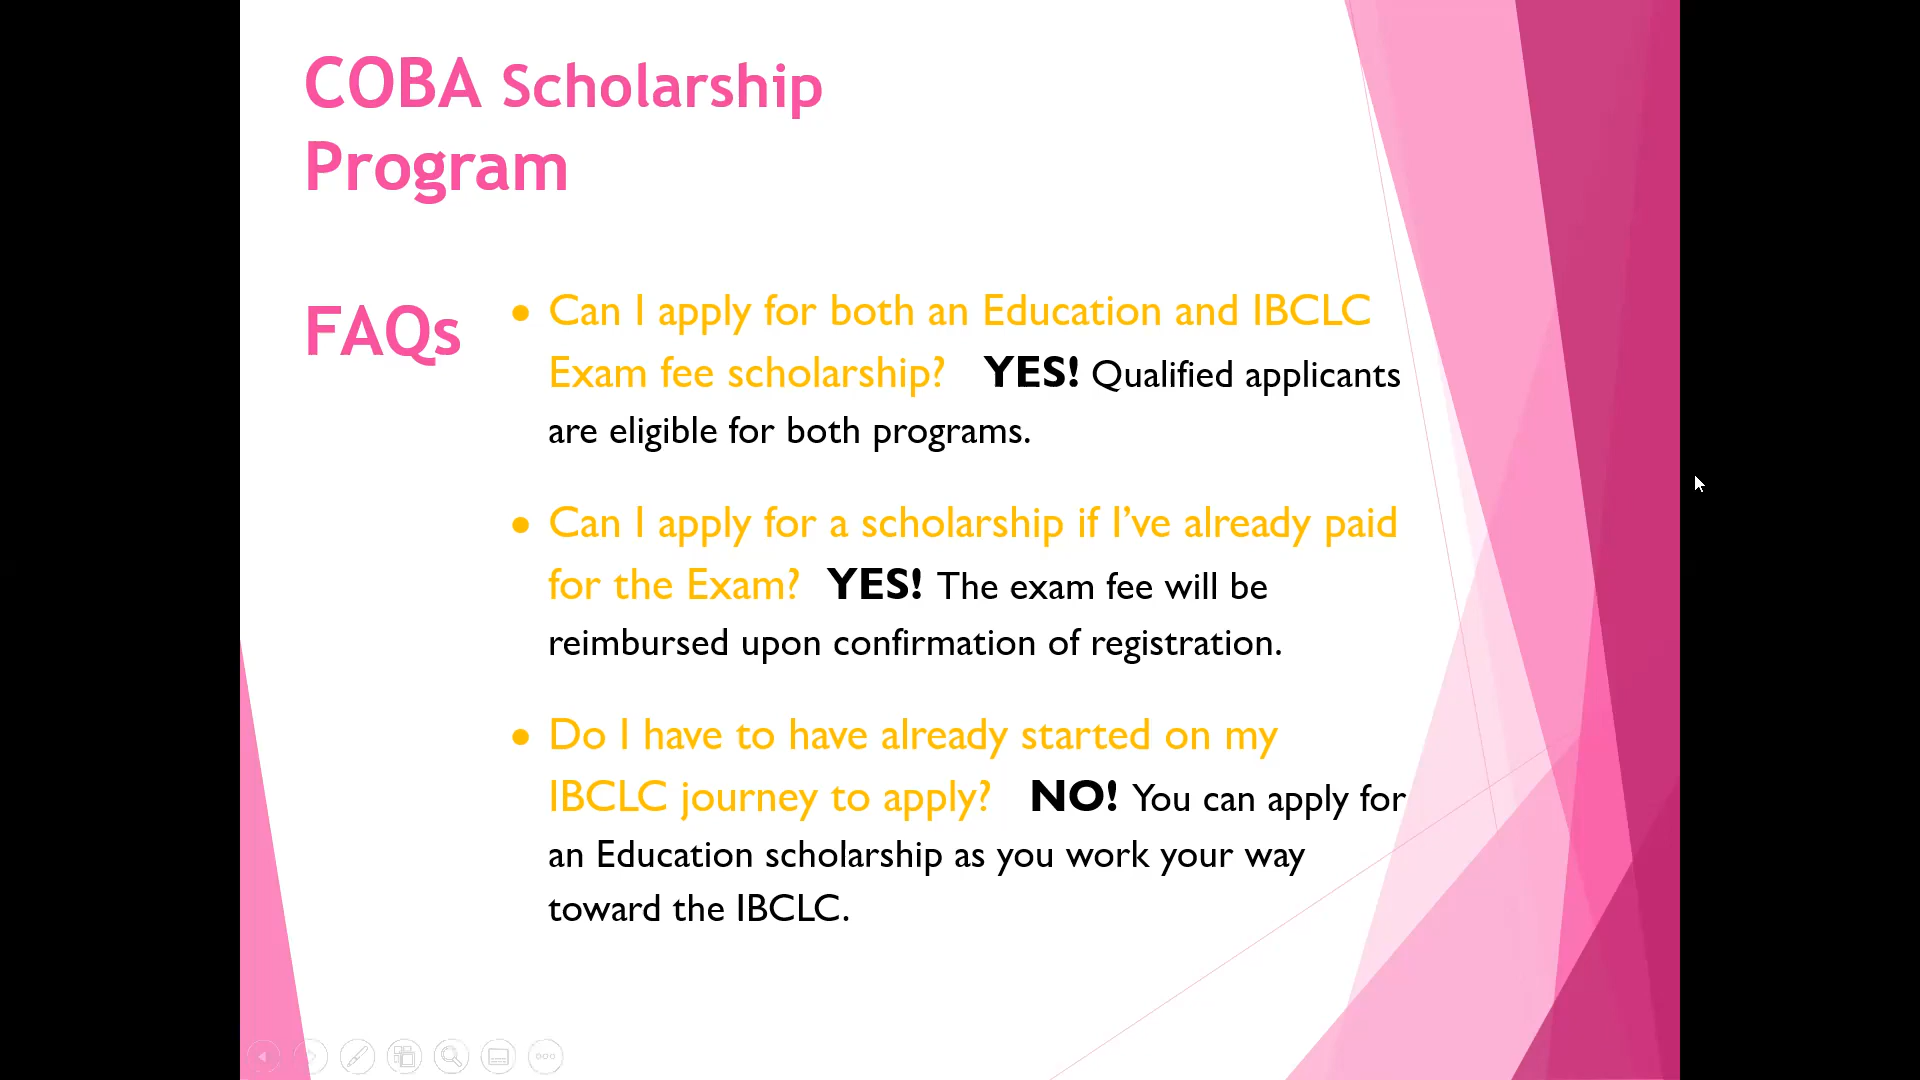 COBA Scholarship
Program
FAQs
• Can I apply for both an Education and IBCLC
Exam fee scholarship? YES! Qualified applicants
are eligible for both programs.
• Can I apply for a scholarship if I’ve already paid
for the Exam? YES! The exam fee will be
reimbursed upon confirmation of registration.
• Do I have to have already started on my
IBCLC journey to apply? NO! You can apply for
an Education scholarship as you work your way
toward the IBCLC.